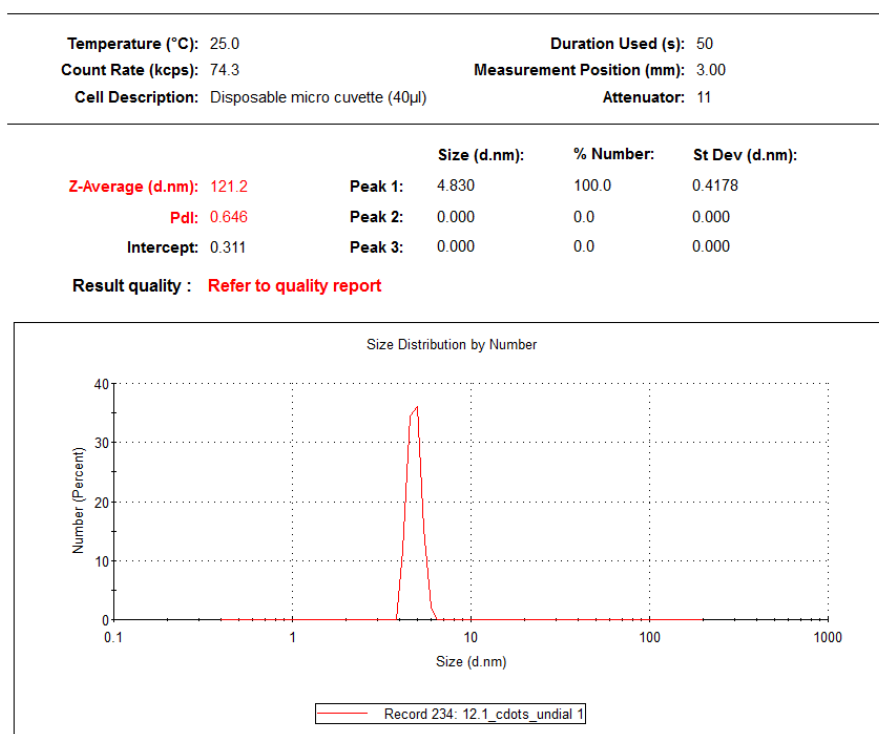 Temperature (°C): 25.0 Duration Used (s): 50
Count Rate (kcps): 74.3 Measurement Position (mm): 3.00
Cell Description: Disposable micro cuvette (40µl) Attenuator: 11
Size (d.nm): % Number: St Dev (d.nm):
Z-Average (d.nm): 121.2 Peak 1: 4.830 100.0 0.4178
PdI: 0.646 Peak 2: 0.000 0.0 0.000
Intercept: 0.311 Peak 3: 0.000 0.0 0.000
Result quality : Refer to quality report
Size Distribution by Number
Number (Percent)
40
30
20
10
0
0.1 1 10 100 1000
Size (d.nm)
Record 234: 12.1_cdots_undial 1